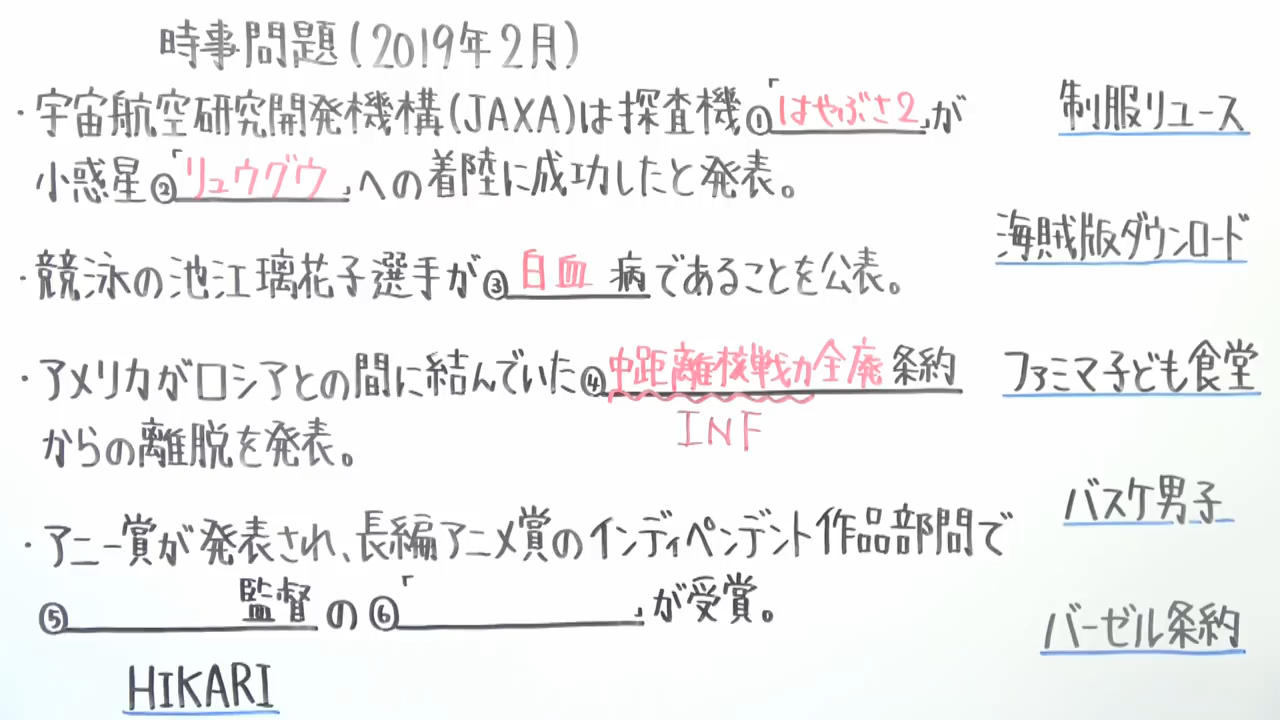 時事問題(2019年2月)
・宇宙航空研究開発機構(JAXA)は探査機①「はやぶさ2」が
小惑星②「リュウグウ」への着陸に成功したと発表。
・競泳の池江璃花子選手が③白血病であることを公表。
・アメリカがロシアとの間に結んでいた④中距離核戦力全廃条約
INF
からの離脱を発表。
・アニー賞が発表され、長編アニメ賞のインディペンデント作品部門で
⑤ 監督の⑥「 」が受賞。
HIKARI
制服リユース
海賊版ダウンロード
ファミマ子ども食堂
バスケ男子
バーゼル条約